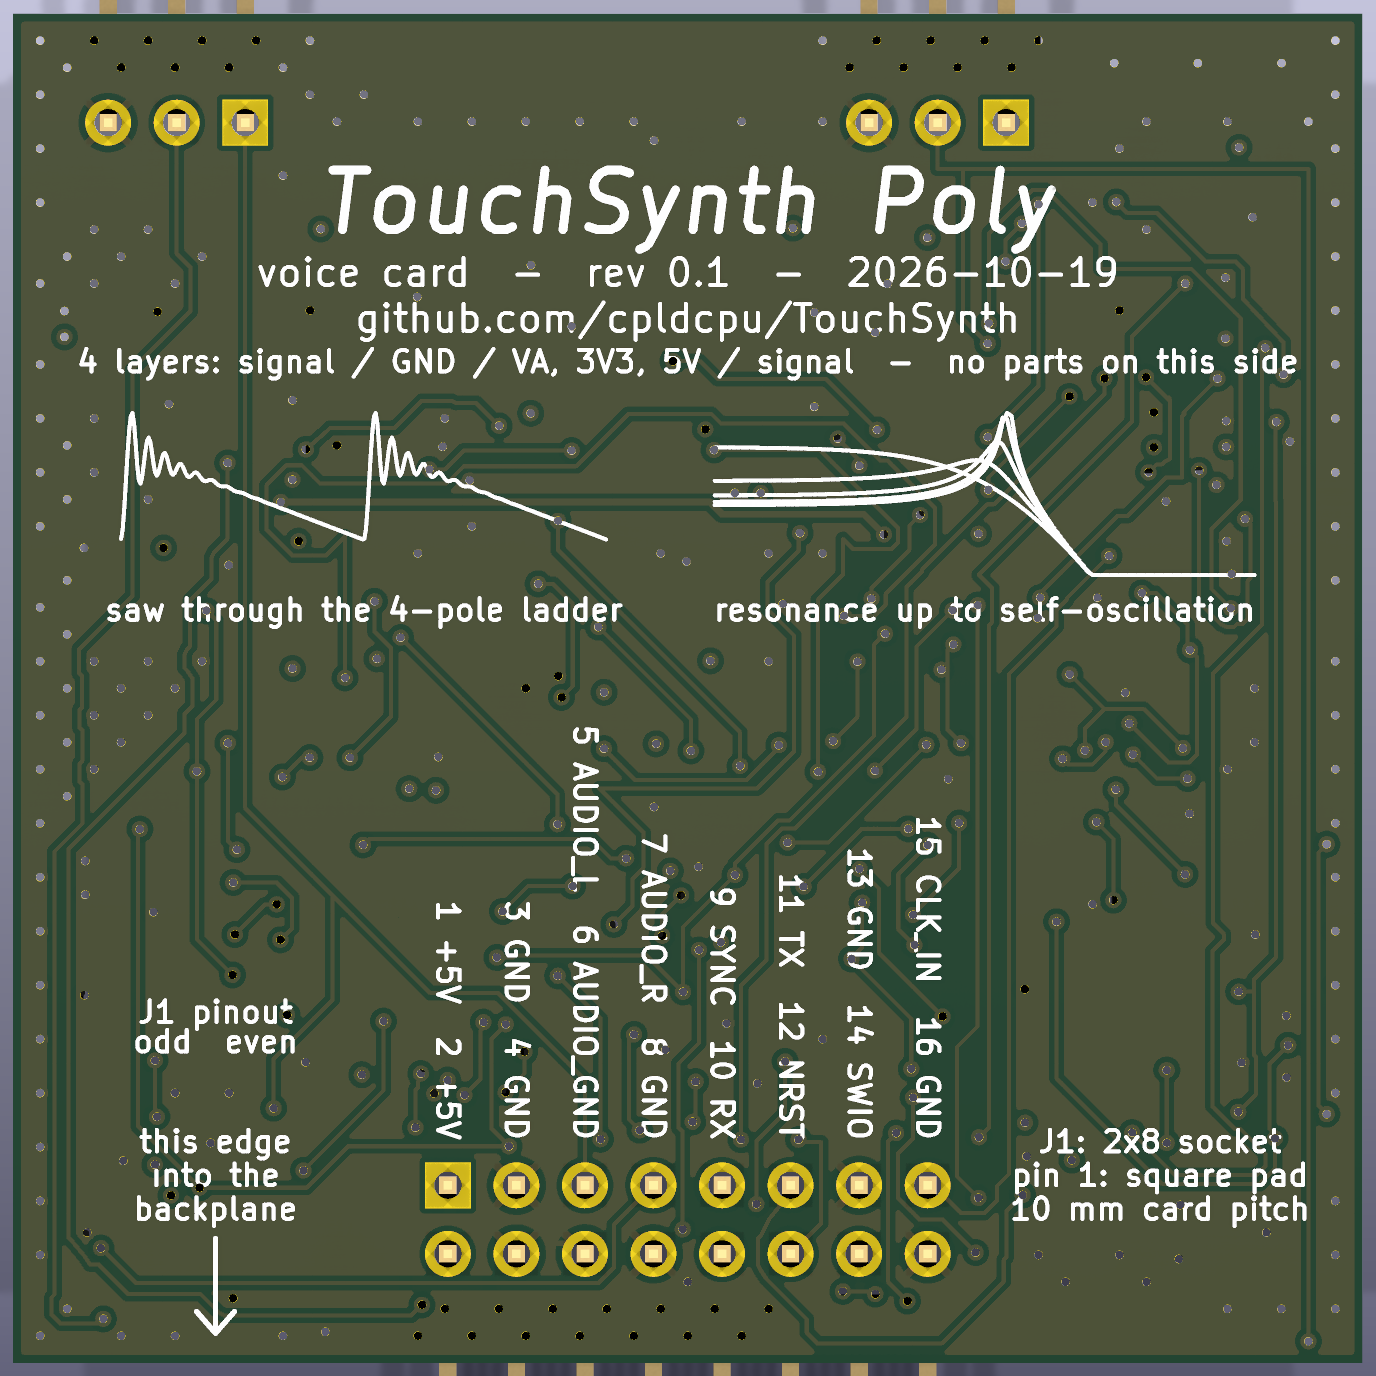 TouchSynth Poly
voice card – rev 0.1 – 2026-10-19
github.com/cpldcpu/TouchSynth
4 layers: signal / GND / VA, 3V3, 5V / signal – no parts on this side
saw through the 4-pole ladder
resonance up to self-oscillation
1 +5V 2 +5V
3 GND 4 GND
5 AUDIO_L 6 AUDIO_GND
7 AUDIO_R 8 GND
9 SYNC 10 RX
11 TX 12 NRST
13 GND 14 SWIO
15 CLK_IN 16 GND
J1 pinout
odd even
this edge
into the
backplane
J1: 2x8 socket
pin 1: square pad
10 mm card pitch